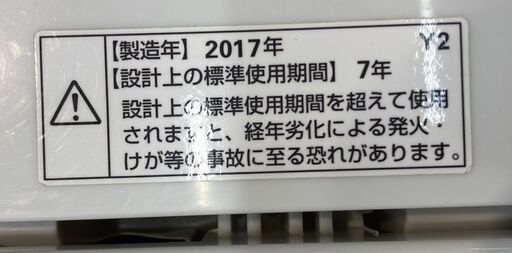 【製造年】2017年 Y2
【設計上の標準使用期間】7年
設計上の標準使用期間を超えて使用
されますと、経年劣化による発火・
けが等の事故に至る恐れがあります。